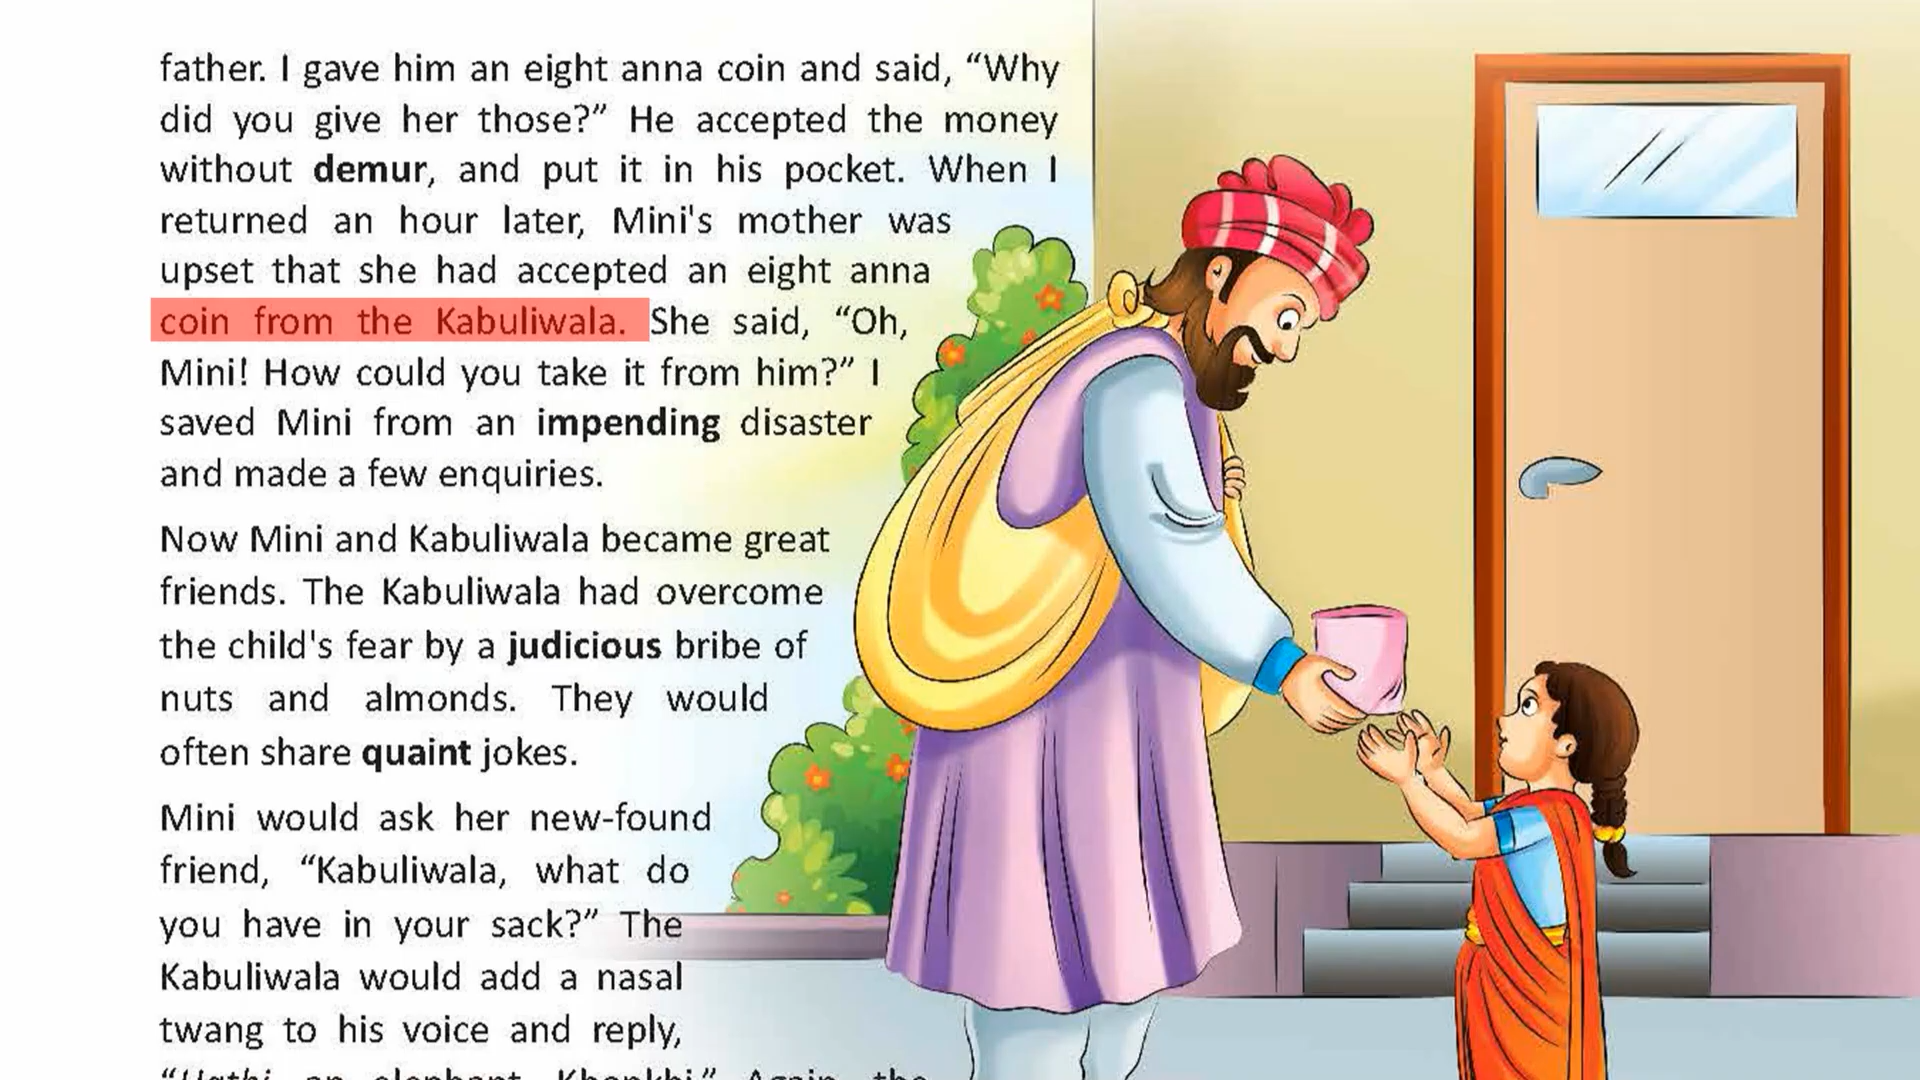 father. I gave him an eight anna coin and said, “Why
did you give her those?” He accepted the money
without demur, and put it in his pocket. When I
returned an hour later, Mini's mother was
upset that she had accepted an eight anna
coin from the Kabuliwala. She said, “Oh,
Mini! How could you take it from him?” I
saved Mini from an impending disaster
and made a few enquiries.
Now Mini and Kabuliwala became great
friends. The Kabuliwala had overcome
the child's fear by a judicious bribe of
nuts and almonds. They would
often share quaint jokes.
Mini would ask her new-found
friend, “Kabuliwala, what do
you have in your sack?” The
Kabuliwala would add a nasal
twang to his voice and reply,
“Hathi, an elephant, Khonkhi.” Again, the